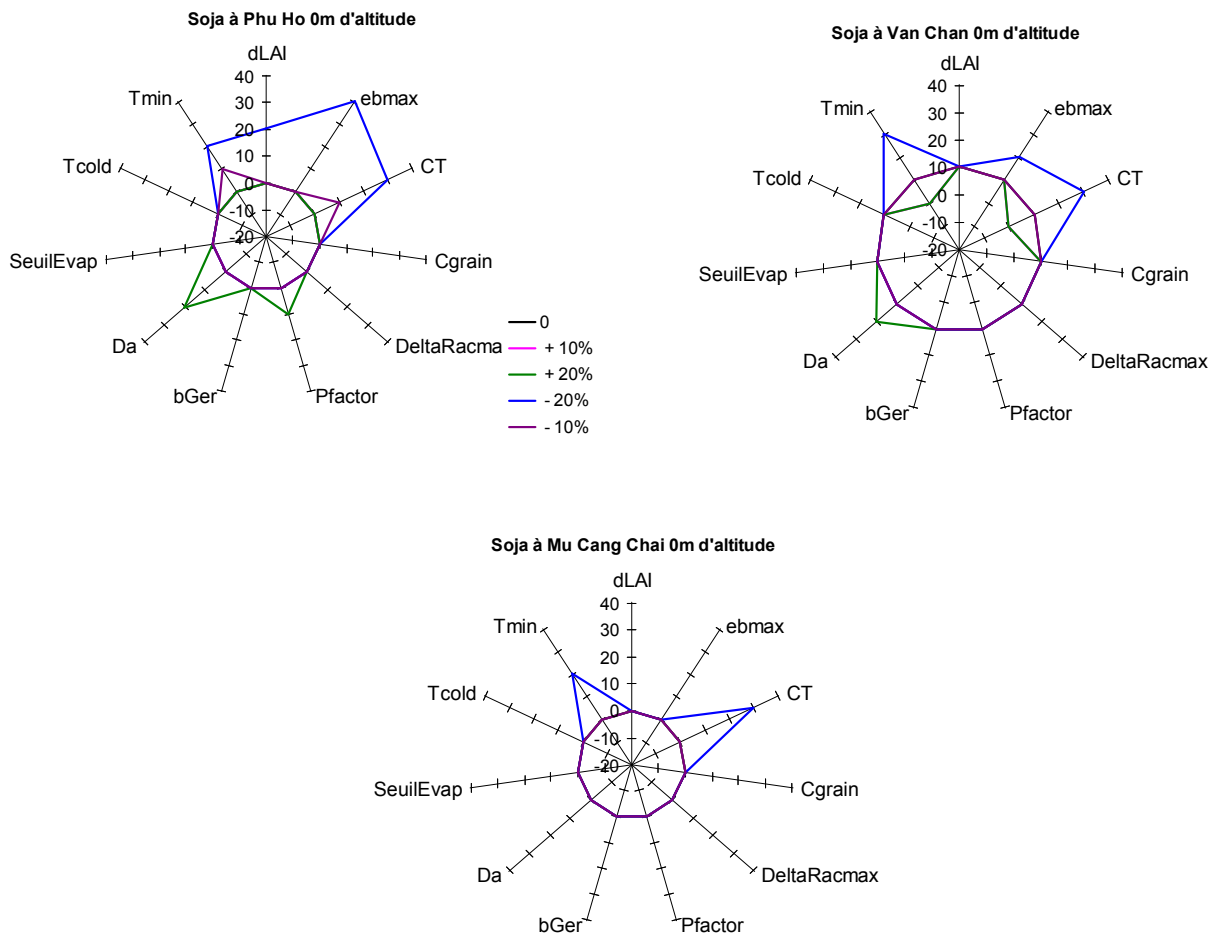 Soja à Phu Ho 0m d'altitude
dLAI
40
30
20
10
0
-10
-20
ebmax
CT
Cgrain
DeltaRacma
Pfactor
bGer
Da
SeuilEvap
Tcold
Tmin
0
+ 10%
+ 20%
- 20%
- 10%
Soja à Van Chan 0m d'altitude
dLAI
40
30
20
10
0
-10
-20
ebmax
CT
Cgrain
DeltaRacmax
Pfactor
bGer
Da
SeuilEvap
Tcold
Tmin
Soja à Mu Cang Chai 0m d'altitude
dLAI
40
30
20
10
0
-10
-20
ebmax
CT
Cgrain
DeltaRacmax
Pfactor
bGer
Da
SeuilEvap
Tcold
Tmin